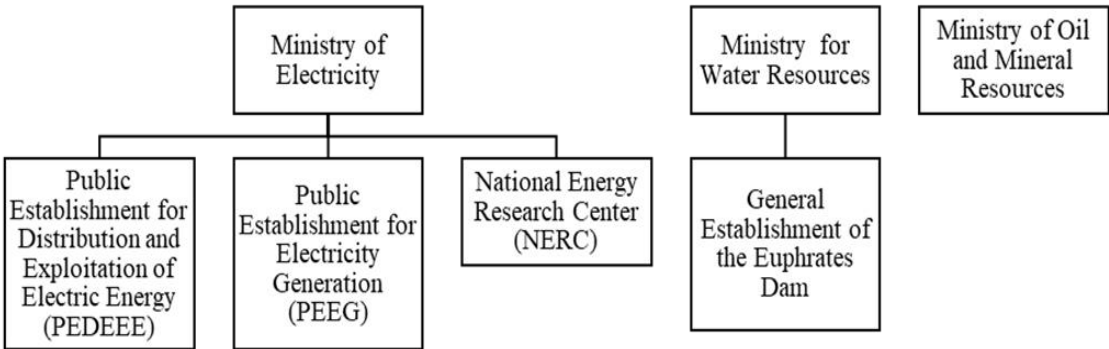 Ministry of
Electricity
Ministry for
Water Resources
Ministry of Oil
and Mineral
Resources
Public
Establishment for
Distribution and
Exploitation of
Electric Energy
(PEDEEE)
Public
Establishment for
Electricity
Generation
(PEEG)
National Energy
Research Center
(NERC)
General
Establishment of
the Euphrates
Dam